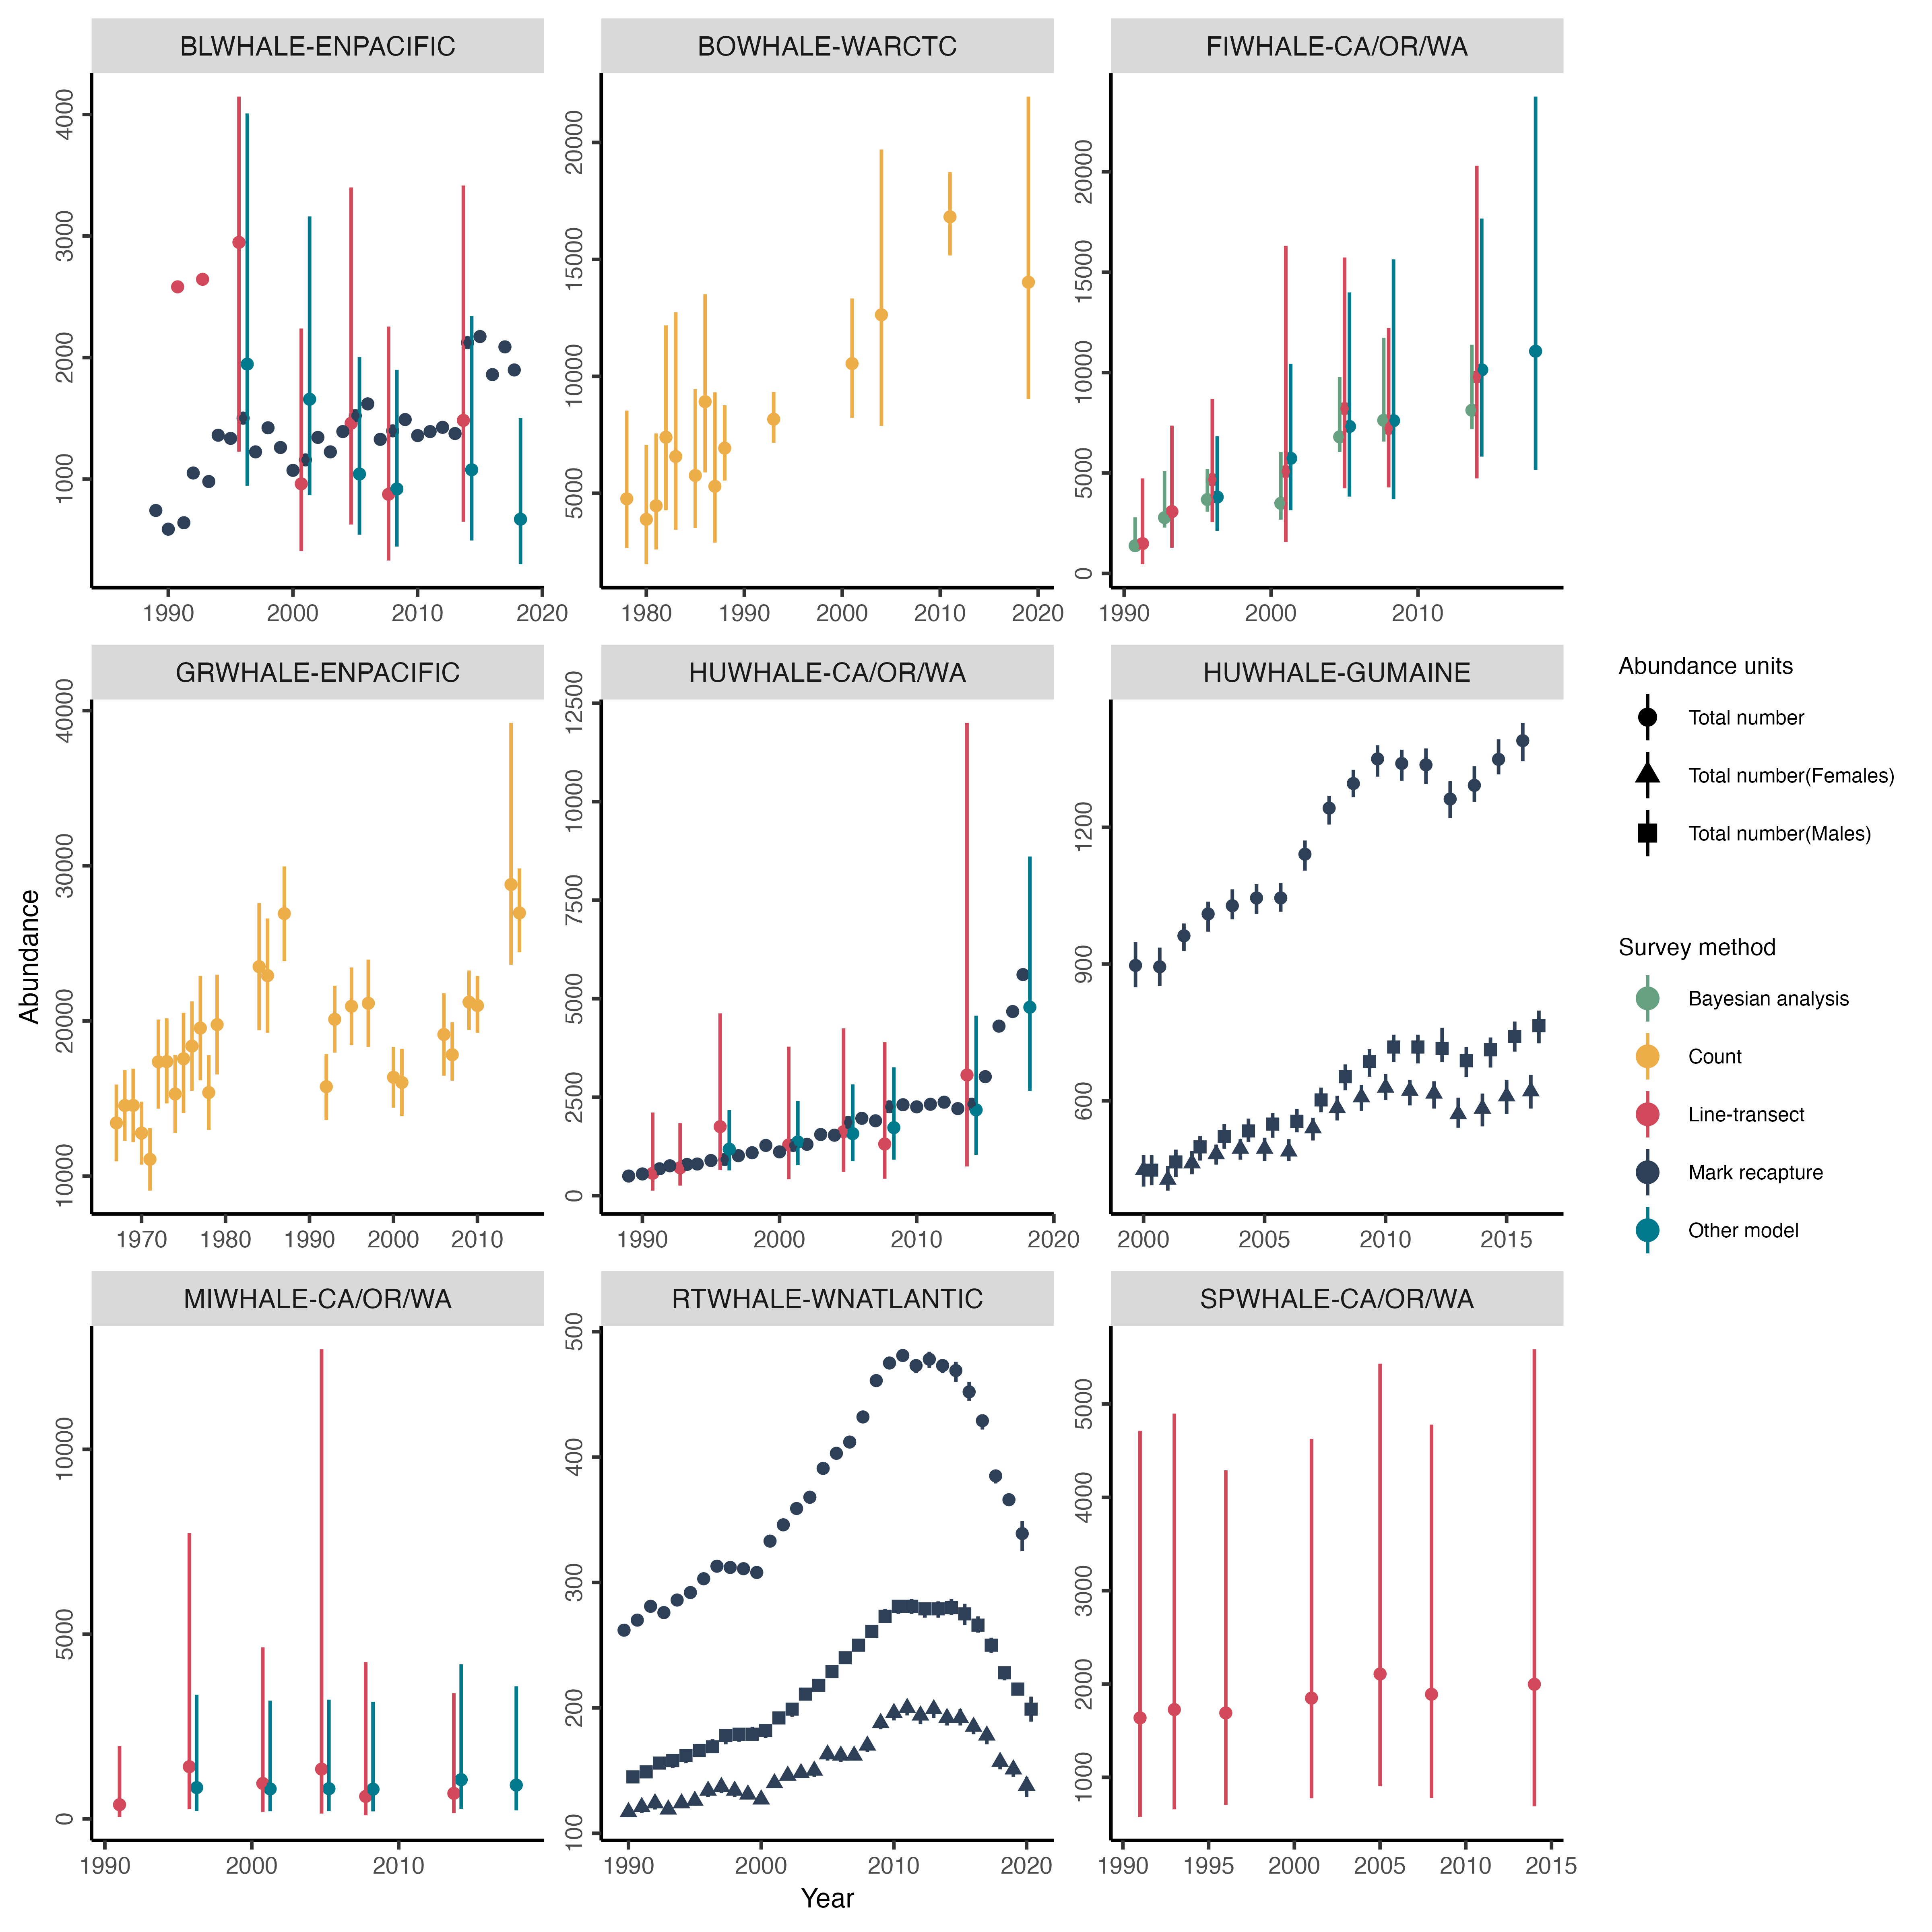 BLWHALE-ENPACIFIC
4000
3000
2000
1000
1990 2000 2010 2020
BOWHALE-WARCTC
20000
15000
10000
5000
1980 1990 2000 2010 2020
FIWHALE-CA/OR/WA
20000
15000
10000
5000
0
1990 2000 2010
GRWHALE-ENPACIFIC
40000
30000
20000
10000
1970 1980 1990 2000 2010
HUWHALE-CA/OR/WA
12500
10000
7500
5000
2500
0
1990 2000 2010 2020
HUWHALE-GUMAINE
1200
900
600
2000 2005 2010 2015
MIWHALE-CA/OR/WA
10000
5000
0
1990 2000 2010
RTWHALE-WNATLANTIC
500
400
300
200
100
1990 2000 2010 2020
SPWHALE-CA/OR/WA
5000
4000
3000
2000
1000
1990 1995 2000 2005 2010 2015
Abundance
Year
Abundance units
Total number
Total number(Females)
Total number(Males)
Survey method
Bayesian analysis
Count
Line-transect
Mark recapture
Other model